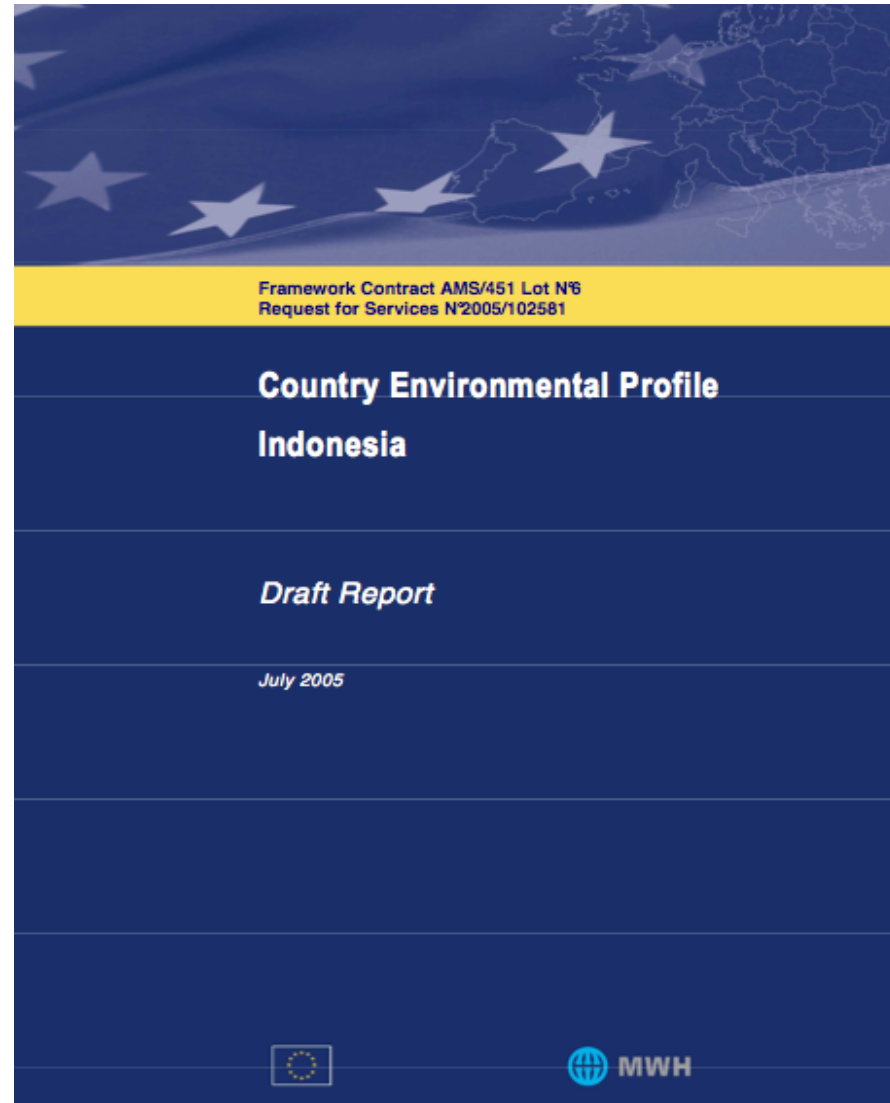 Framework Contract AMS/451 Lot N°6
Request for Services N°2005/102581
Country Environmental Profile
Indonesia
Draft Report
July 2005
MWH